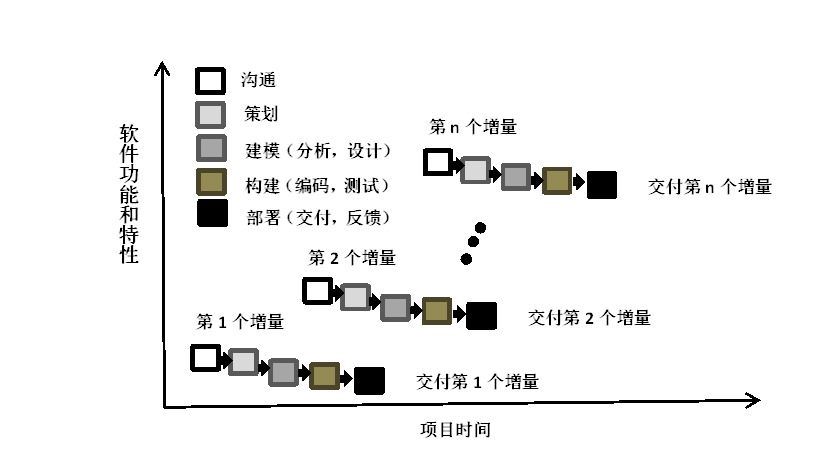 沟通
策划
建模（分析，设计）
构建（编码，测试）
部署（交付，反馈）
软件功能和特性
第 n 个增量
交付第 n 个增量
第 2 个增量
交付第 2 个增量
第 1 个增量
交付第 1 个增量
项目时间